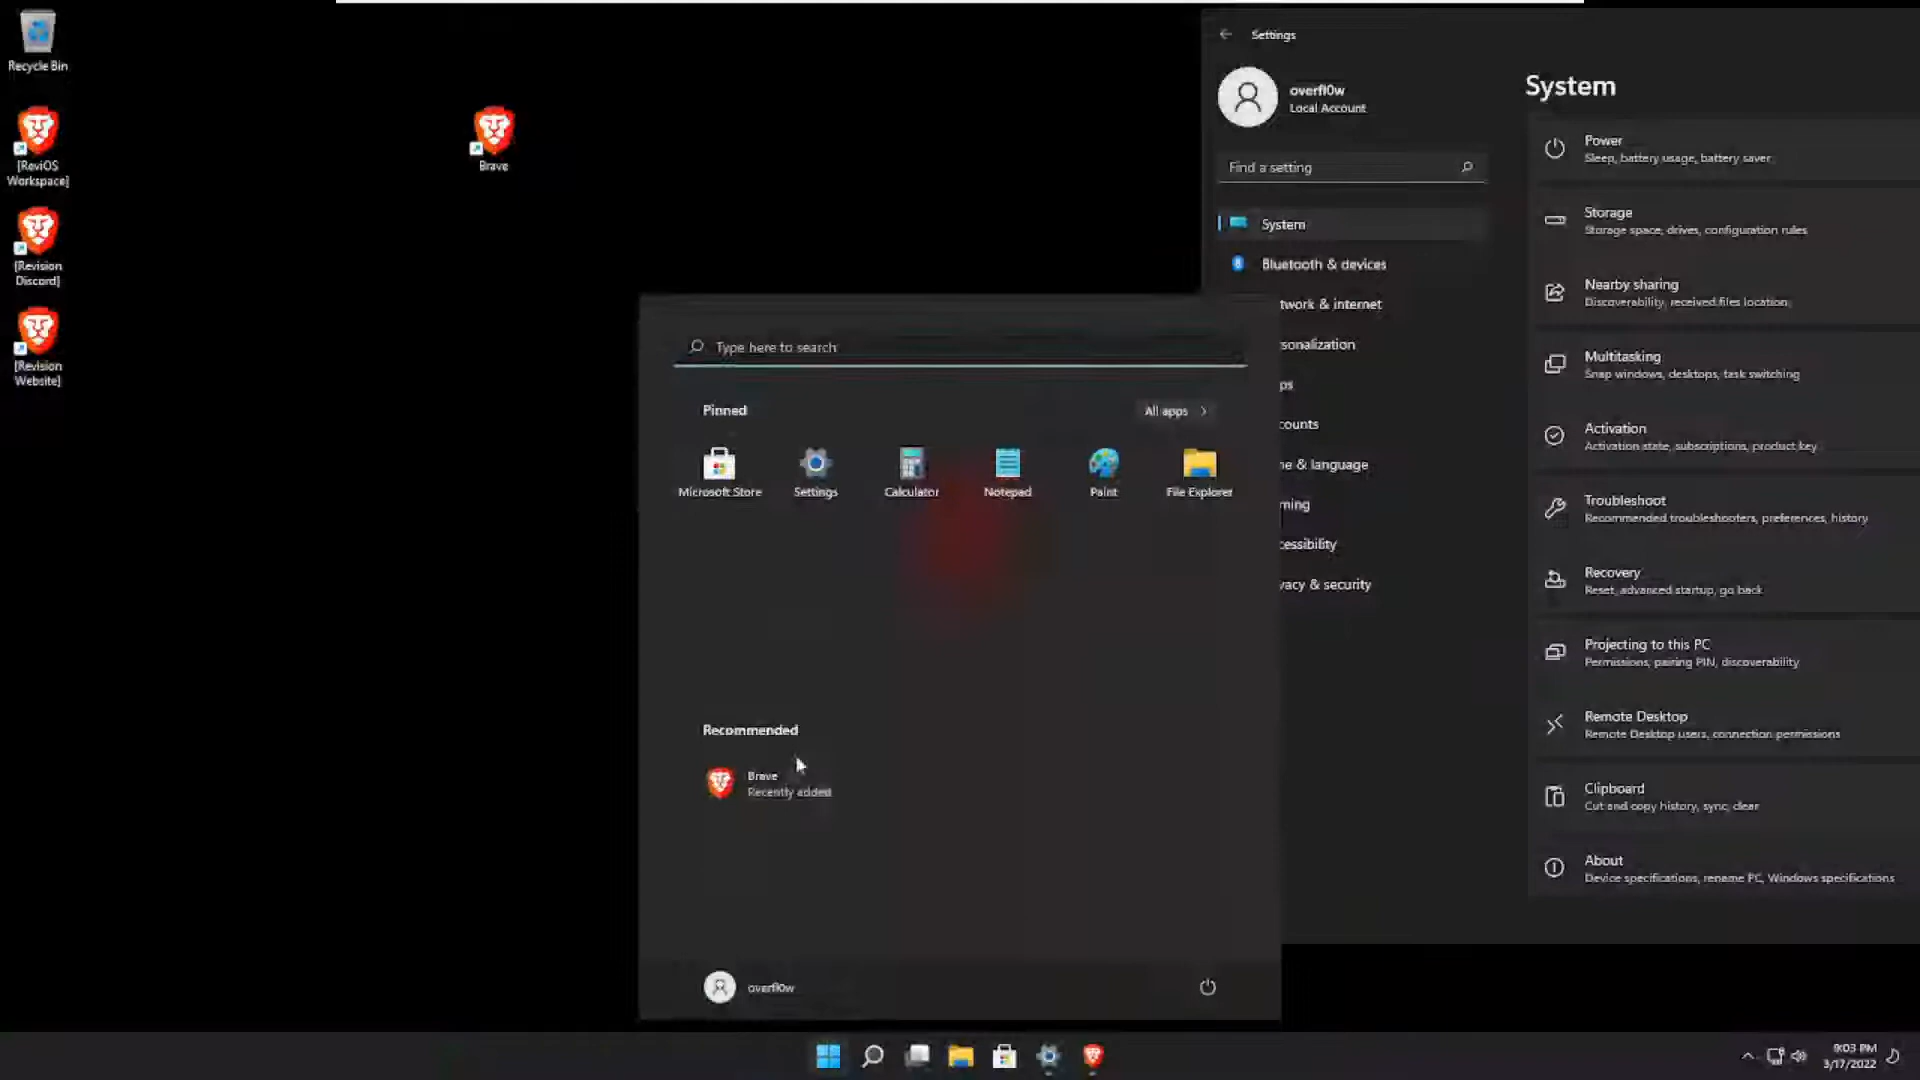 Recycle Bin
[ReviOS
Workspace]
[Revision
Discord]
[Revision
Website]
Brave
Settings
overfl0w
Local Account
Find a setting
System
Bluetooth & devices
twork & internet
sonalization
ps
counts
ne & language
ming
cessibility
vacy & security
System
Power
Sleep, battery usage, battery saver
Storage
Storage space, drives, configuration rules
Nearby sharing
Discoverability, received files location
Multitasking
Snap windows, desktops, task switching
Activation
Activation state, subscriptions, product key
Troubleshoot
Recommended troubleshooters, preferences, history
Recovery
Reset, advanced startup, go back
Projecting to this PC
Permissions, pairing PIN, discoverability
Remote Desktop
Remote Desktop users, connection permissions
Clipboard
Cut and copy history, sync, clear
About
Device specifications, rename PC, Windows specifications
Type here to search
Pinned
All apps
Microsoft Store
Settings
Calculator
Notepad
Paint
File Explorer
Recommended
Brave
Recently added
overfl0w
9:03 PM
3/17/2022